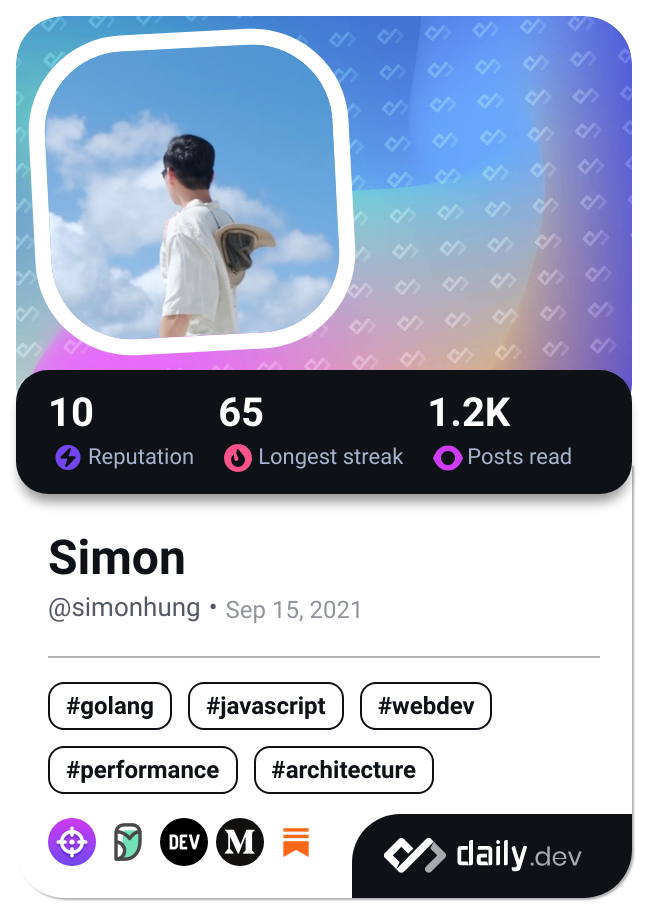 10 65 1.2K
Reputation Longest streak Posts read
Simon
@simonhung • Sep 15, 2021
#golang #javascript #webdev
#performance #architecture
DEV M daily.dev